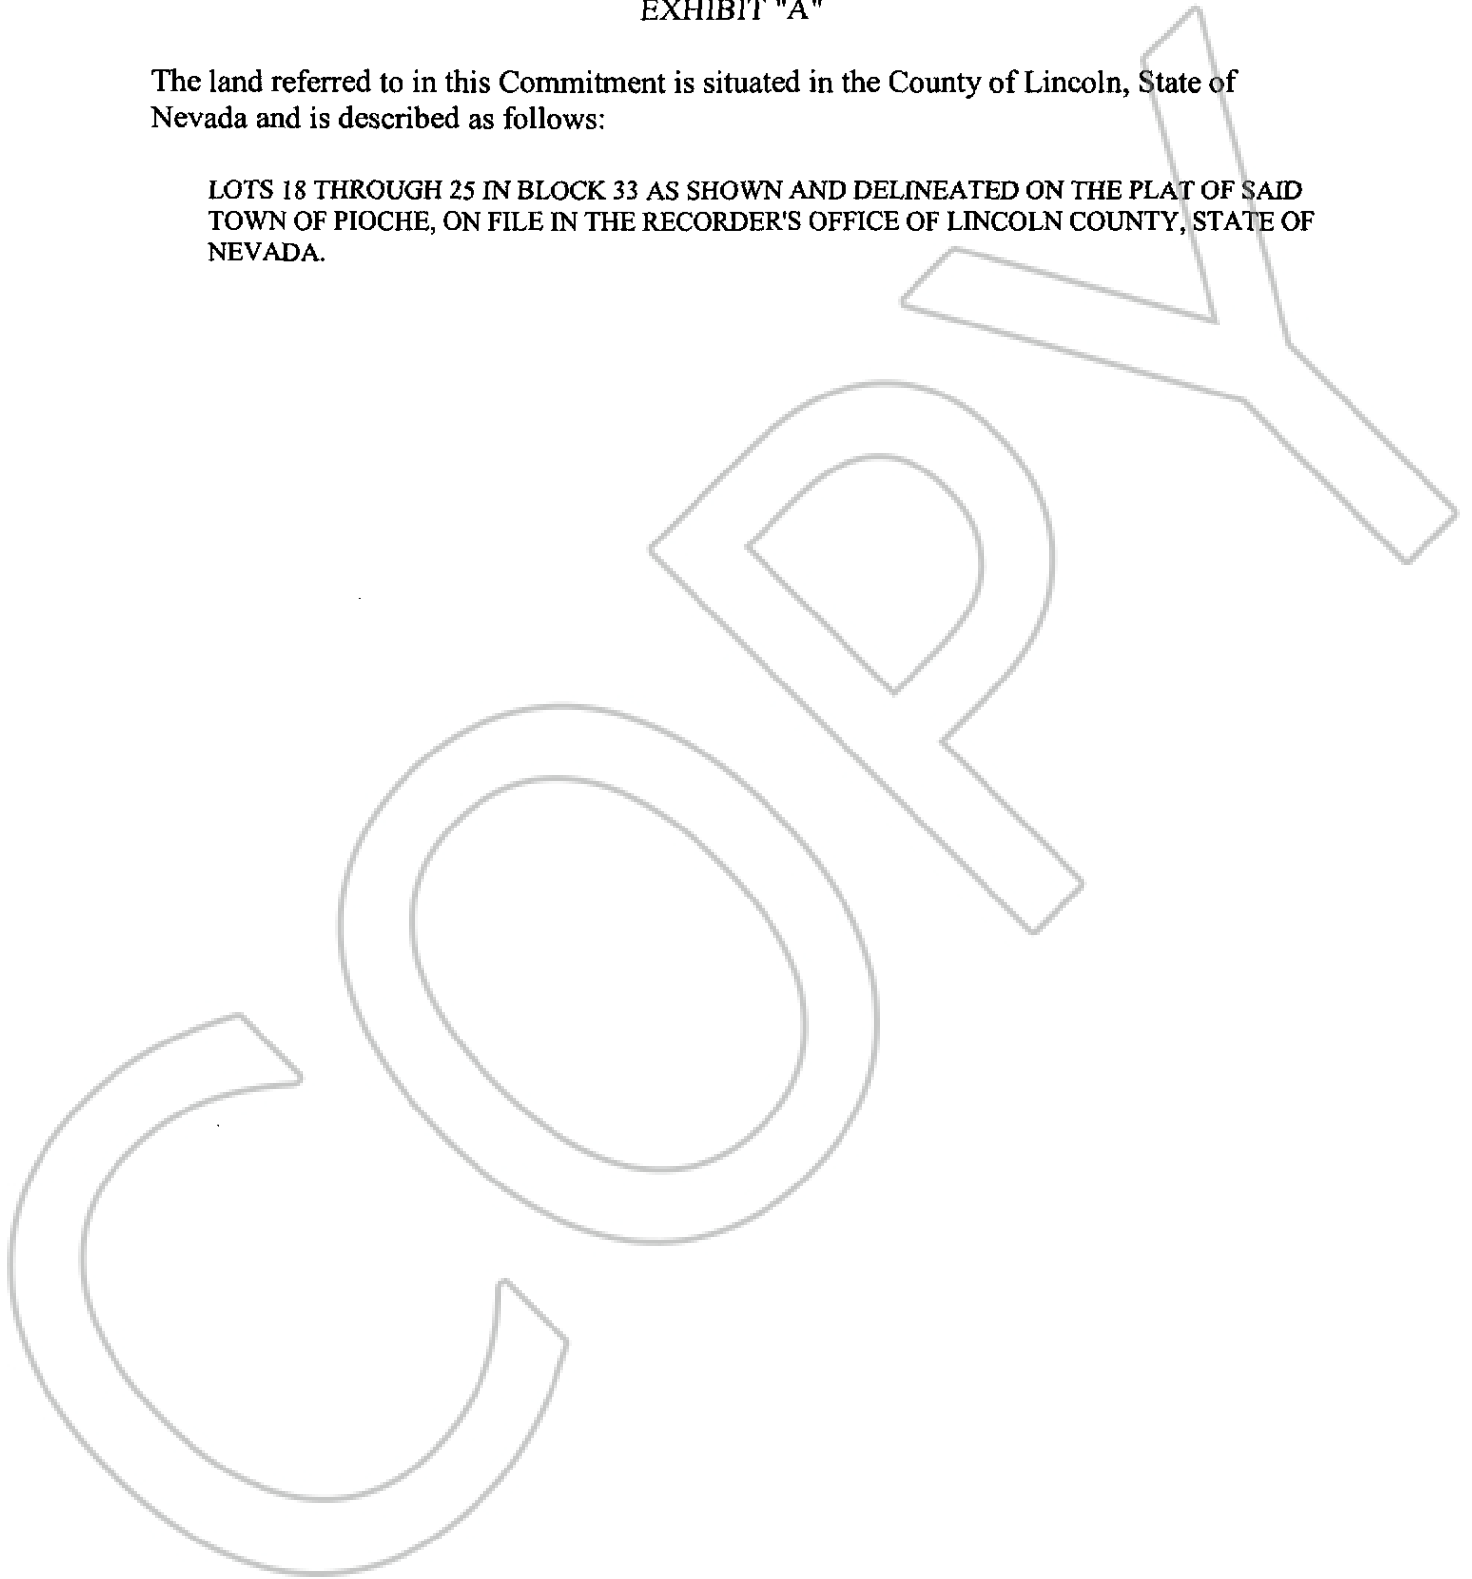 EXHIBIT "A"
The land referred to in this Commitment is situated in the County of Lincoln, State of
Nevada and is described as follows:
LOTS 18 THROUGH 25 IN BLOCK 33 AS SHOWN AND DELINEATED ON THE PLAT OF SAID
TOWN OF PIOCHE, ON FILE IN THE RECORDER'S OFFICE OF LINCOLN COUNTY, STATE OF
NEVADA.
COPY